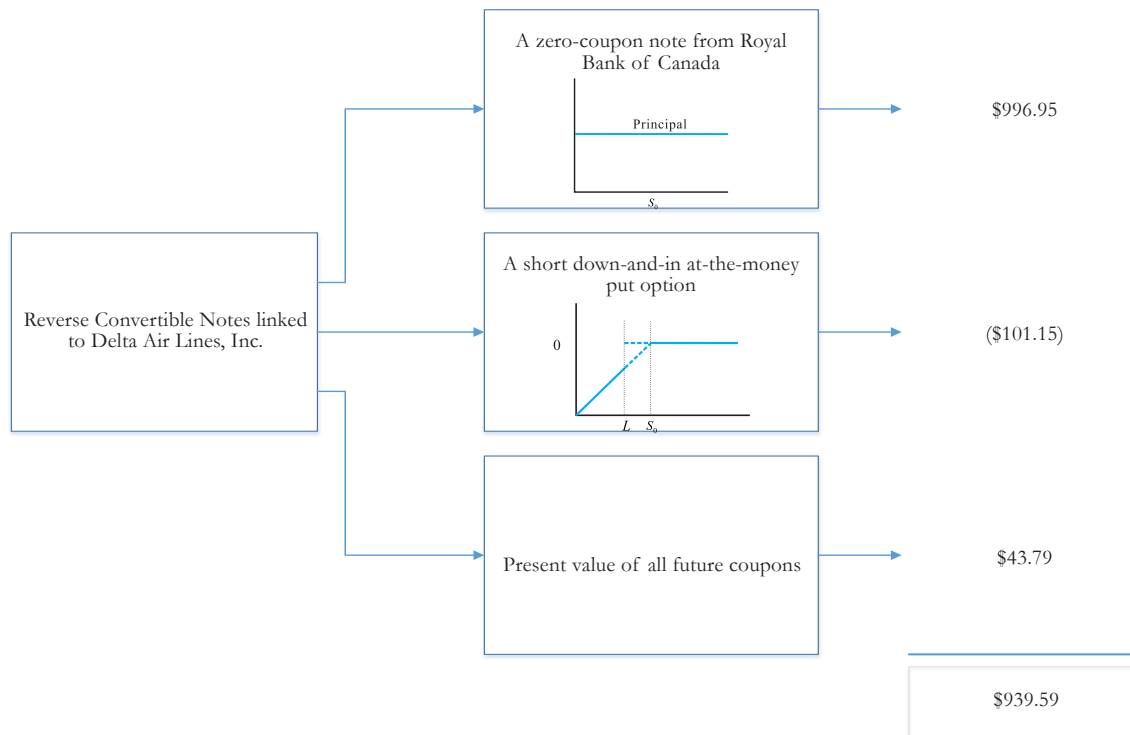 A zero-coupon note from Royal
Bank of Canada
Principal
S₀
$996.95
Reverse Convertible Notes linked
to Delta Air Lines, Inc.
A short down-and-in at-the-money
put option
0
L S₀
($101.15)
Present value of all future coupons
$43.79
$939.59